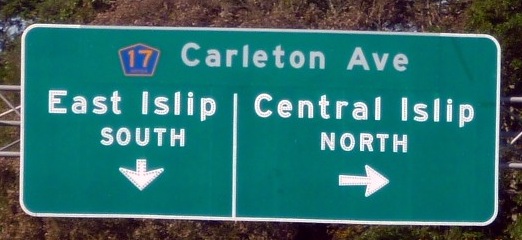 17 Carleton Ave
East Islip
SOUTH
Central Islip
NORTH